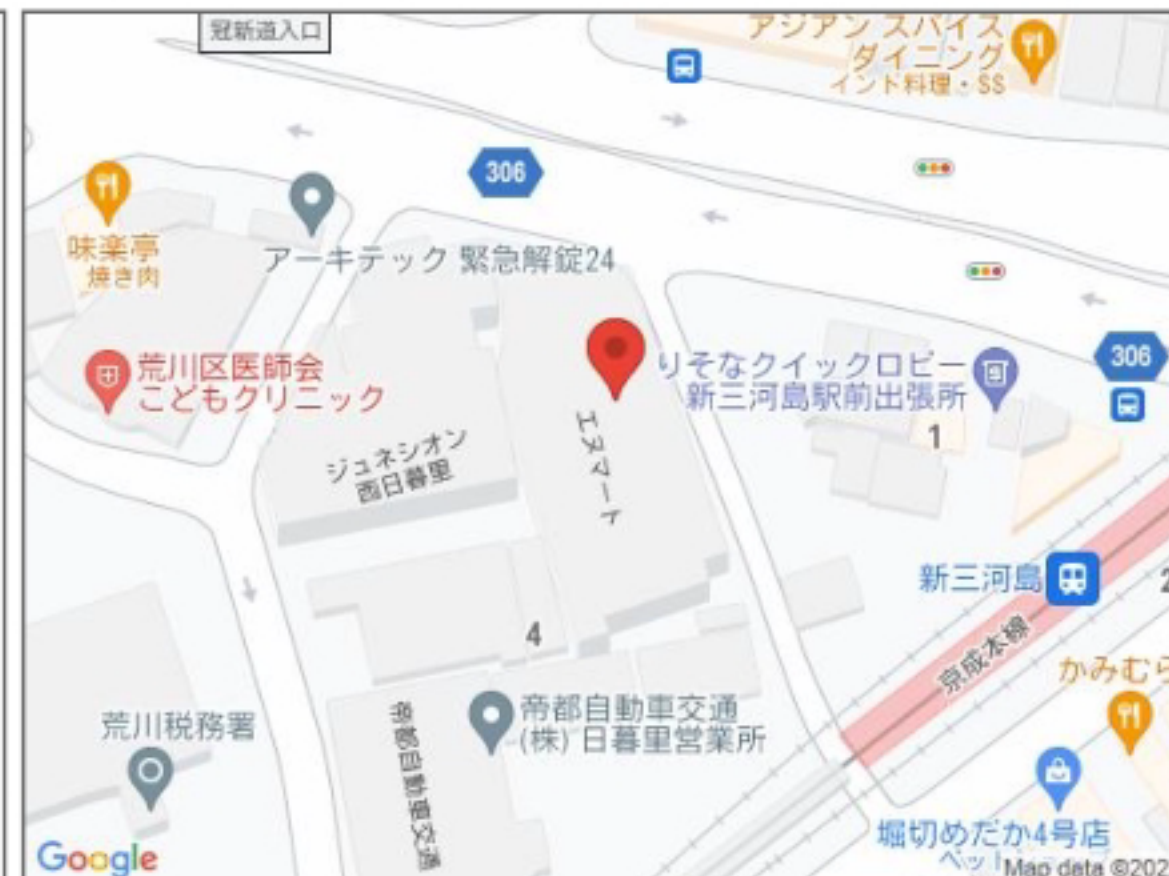 冠新道入口
アジアン スパイス
ダイニング
イント料理・SS
306
味楽亭
焼き肉
アーキテック 緊急解錠24
荒川区医師会
こどもクリニック
りそなクイックロビー
新三河島駅前出張所
306
1
エヌマート
ジュネシオン
西日暮里
新三河島
2
京成本線
4
かみむら
荒川税務署
帝都自動車交通
(株) 日暮里営業所
帝都自動車交通
堀切めだか4号店
ペット
Google
Map data ©202